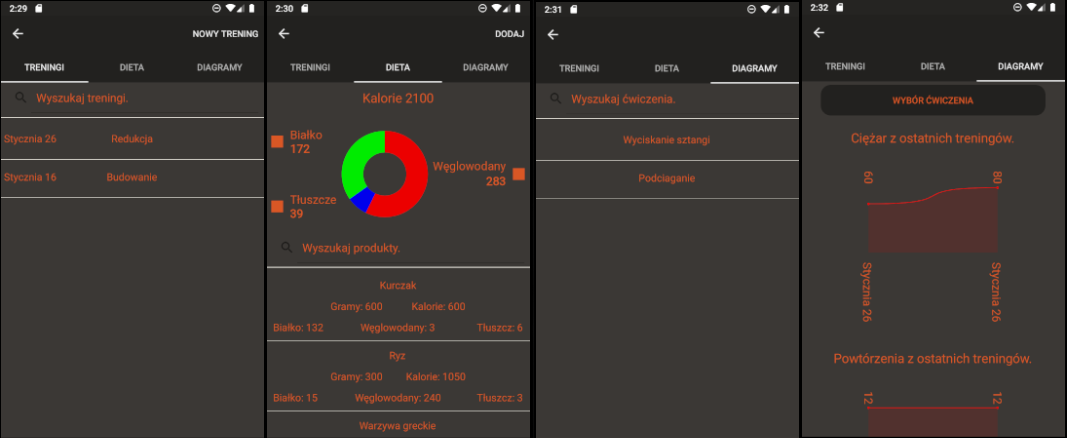 2:29
NOWY TRENING
TRENINGI DIETA DIAGRAMY
Wyszukaj treningi.
Stycznia 26 Redukcja
Stycznia 16 Budowanie
2:30
DODAJ
TRENINGI DIETA DIAGRAMY
Kalorie 2100
Białko
172
Węglowodany
283
Tłuszcze
39
Wyszukaj produkty.
Kurczak
Gramy: 600 Kalorie: 600
Białko: 132 Węglowodany: 3 Tłuszcz: 6
Ryz
Gramy: 300 Kalorie: 1050
Białko: 15 Węglowodany: 240 Tłuszcz: 3
Warzywa greckie
2:31
TRENINGI DIETA DIAGRAMY
Wyszukaj ćwiczenia.
Wyciskanie sztangi
Podciaganie
2:32
TRENINGI DIETA DIAGRAMY
WYBÓR ĆWICZENIA
Ciężar z ostatnich treningów.
60 80
Stycznia 26 Stycznia 26
Powtórzenia z ostatnich treningów.
12 12